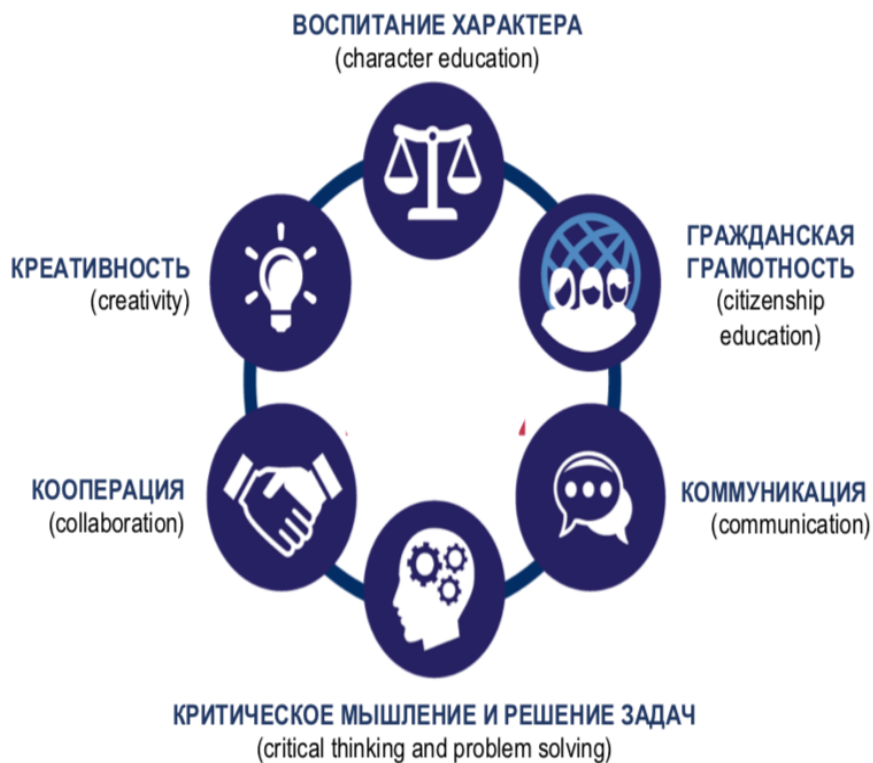 ВОСПИТАНИЕ ХАРАКТЕРА
(character education)
ГРАЖДАНСКАЯ
ГРАМОТНОСТЬ
(citizenship
education)
КРЕАТИВНОСТЬ
(creativity)
КООПЕРАЦИЯ
(collaboration)
КОММУНИКАЦИЯ
(communication)
КРИТИЧЕСКОЕ МЫШЛЕНИЕ И РЕШЕНИЕ ЗАДАЧ
(critical thinking and problem solving)